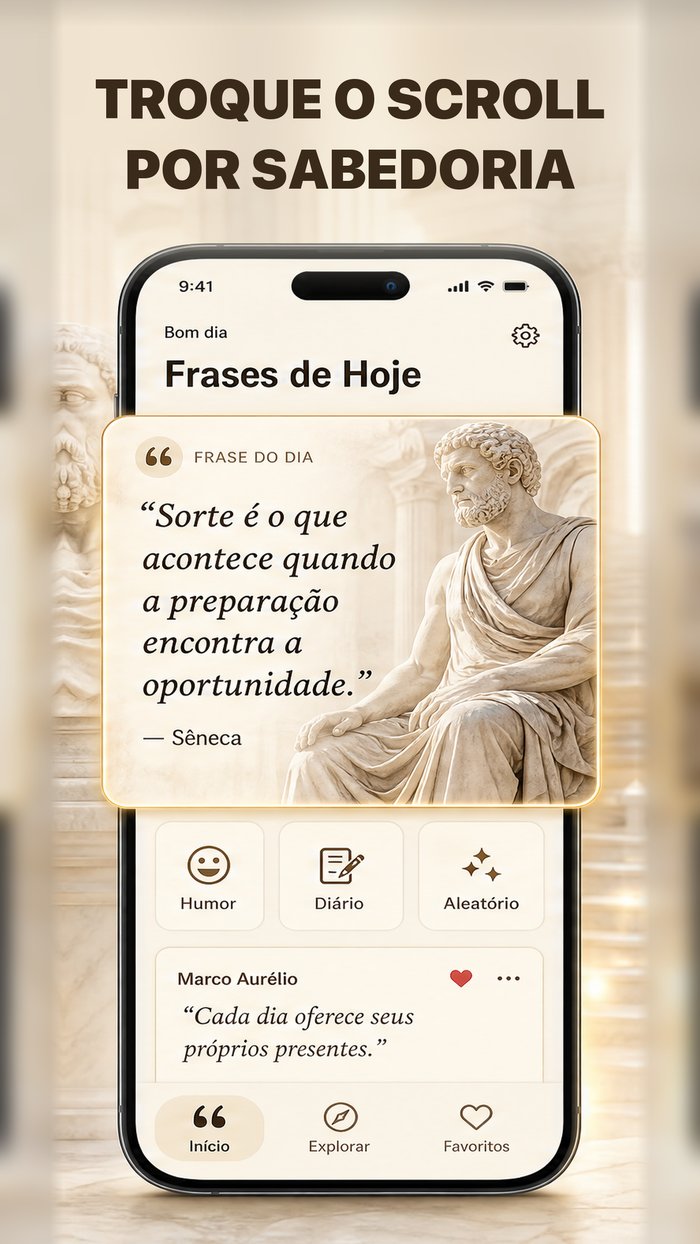 TROQUE O SCROLL
POR SABEDORIA
9:41
Bom dia
Frases de Hoje
FRASE DO DIA
“Sorte é o que
acontece quando
a preparação
encontra a
oportunidade.”
— Sêneca
Humor
Diário
Aleatório
Marco Aurélio
“Cada dia oferece seus
próprios presentes.”
Início
Explorar
Favoritos